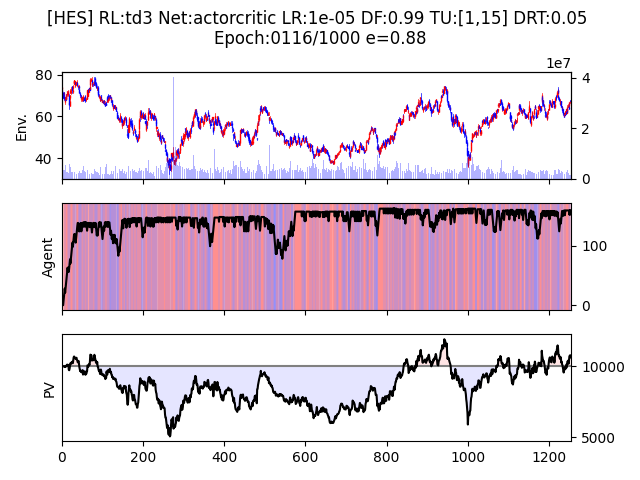 [HES] RL:td3 Net:actorcritic LR:1e-05 DF:0.99 TU:[1,15] DRT:0.05
Epoch:0116/1000 e=0.88
1e7
80
60
40
Env.
4
2
0
Agent
100
0
PV
10000
5000
0
200
400
600
800
1000
1200